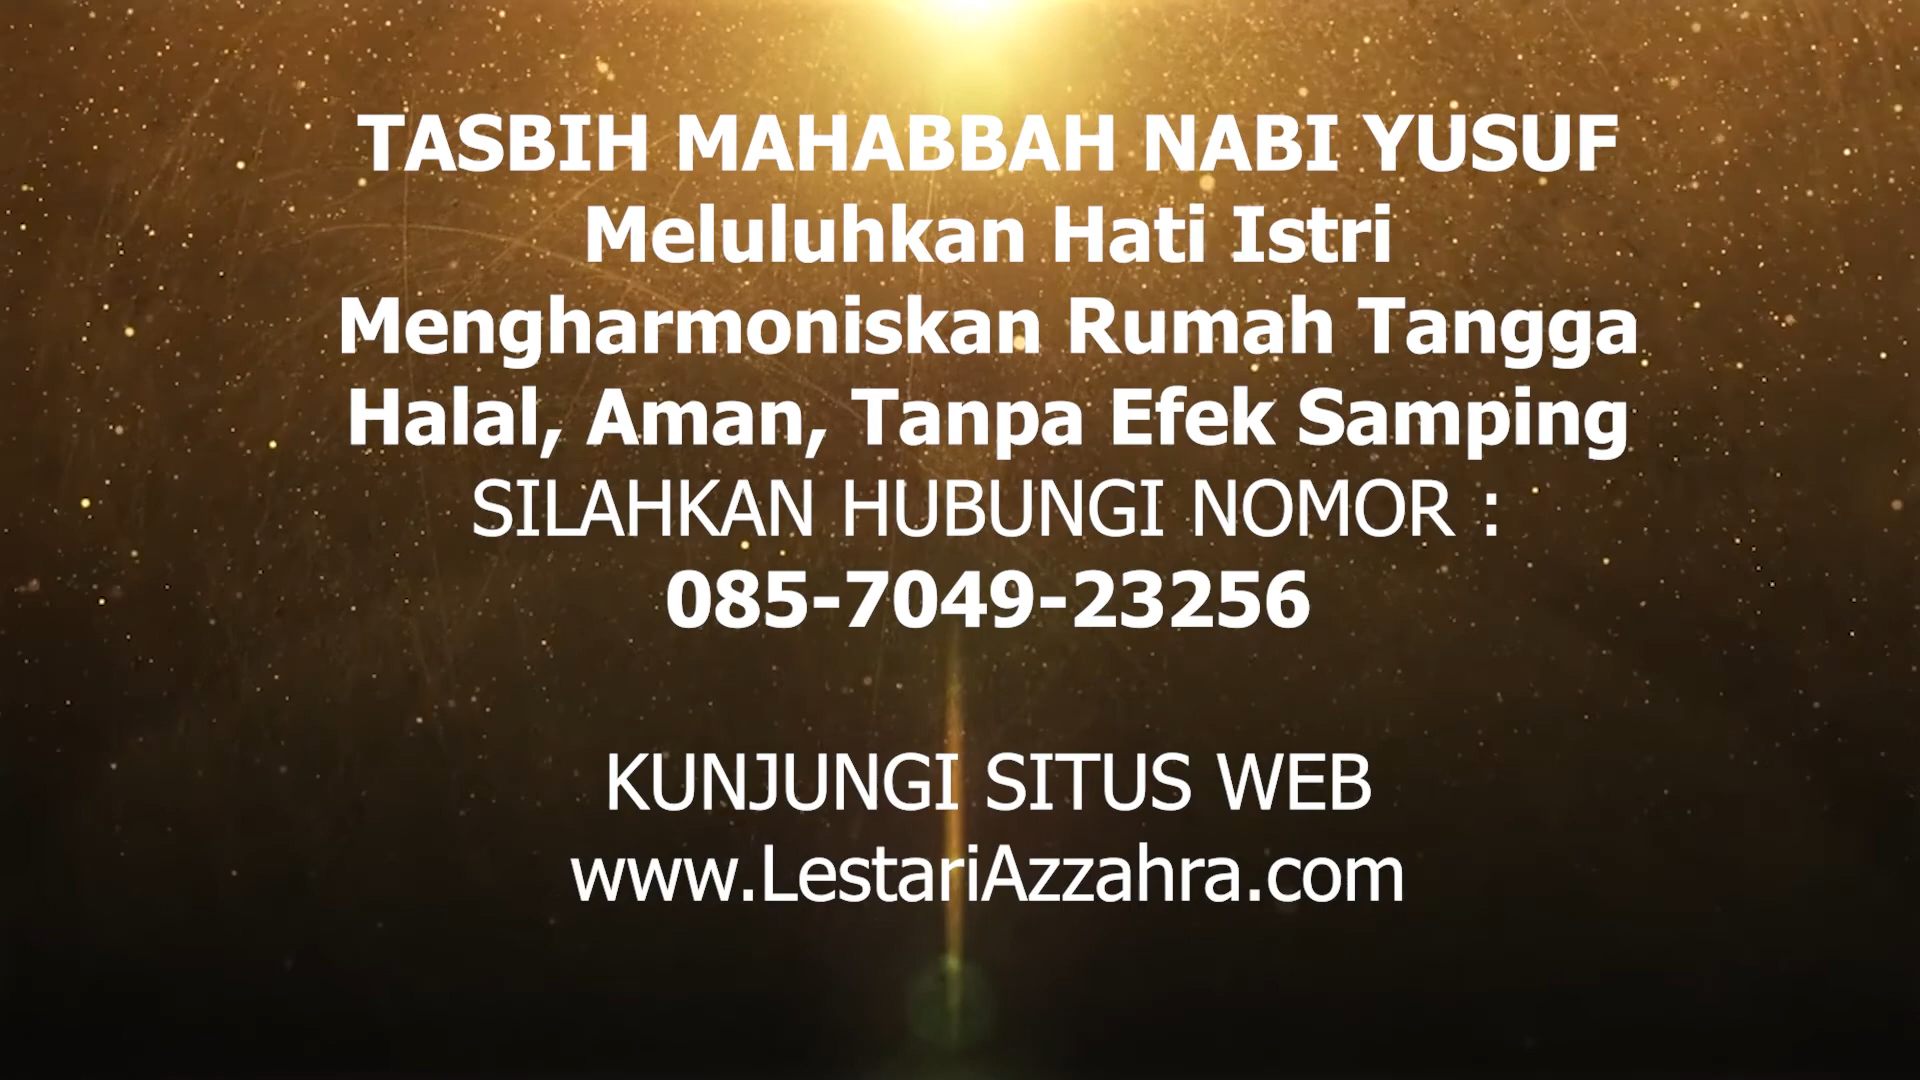 TASBIH MAHABBAH NABI YUSUF
Meluluhkan Hati Istri
Mengharmoniskan Rumah Tangga
Halal, Aman, Tanpa Efek Samping
SILAHKAN HUBUNGI NOMOR :
085-7049-23256
KUNJUNGI SITUS WEB
www.LestariAzzahra.com